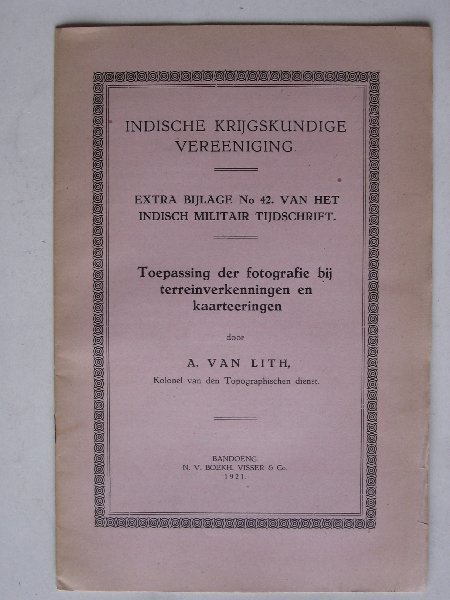 INDISCHE KRIJGSKUNDIGE
VEREENIGING.
EXTRA BIJLAGE No 42. VAN HET
INDISCH MILITAIR TIJDSCHRIFT.
Toepassing der fotografie bij
terreinverkenningen en
kaarteeringen
door
A. VAN LITH,
Kolonel van den Topographischen dienst.
BANDOENG.
N. V. BOEKH. VISSER & Co.
1921.